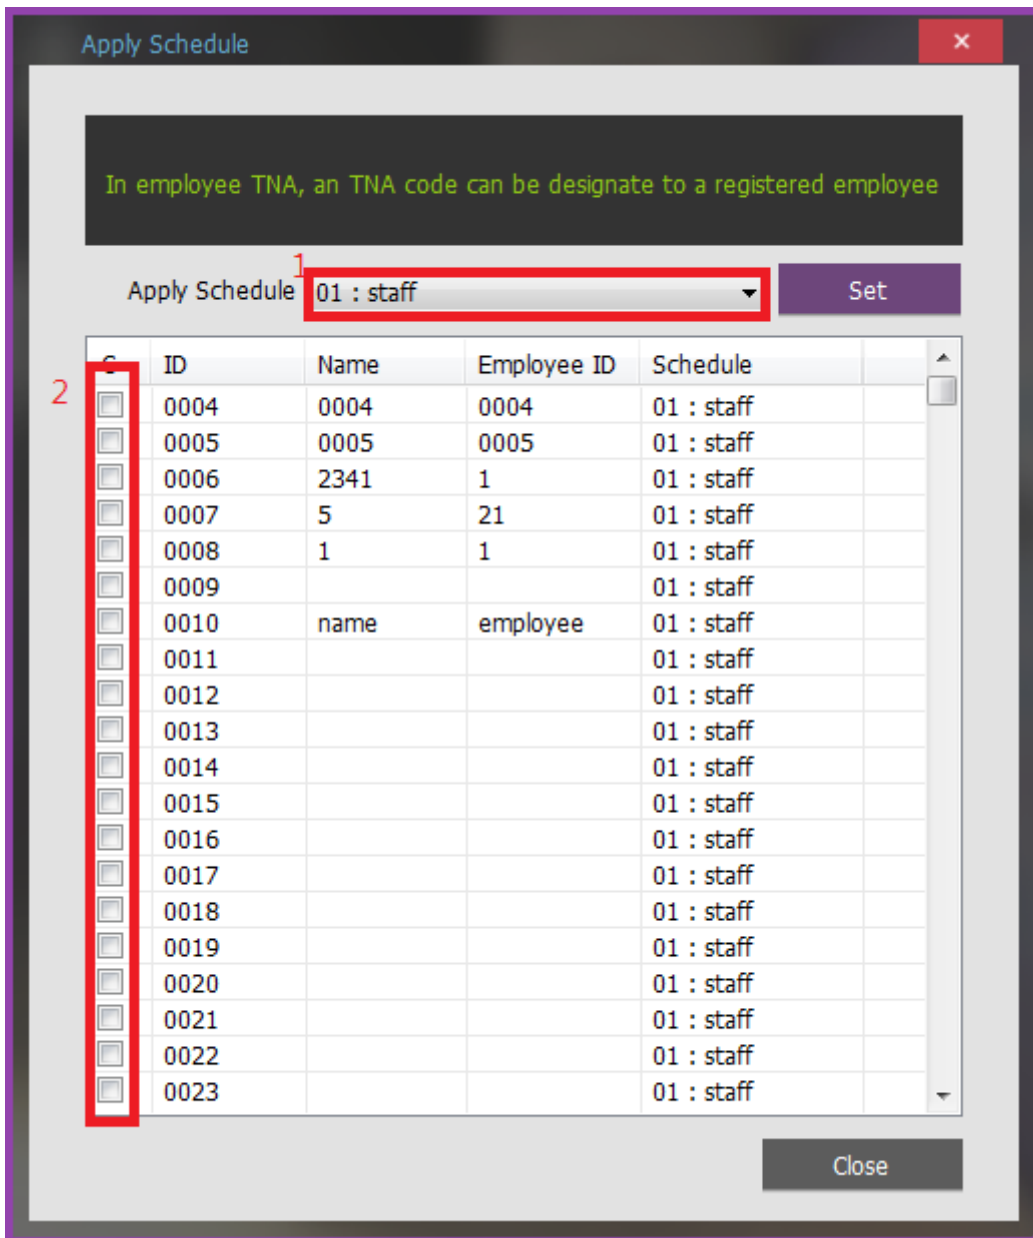 Apply Schedule
In employee TNA, an TNA code can be designate to a registered employee
1
Apply Schedule 01 : staff Set
ID Name Employee ID Schedule
2
0004 0004 0004 01 : staff
0005 0005 0005 01 : staff
0006 2341 1 01 : staff
0007 5 21 01 : staff
0008 1 1 01 : staff
0009 01 : staff
0010 name employee 01 : staff
0011 01 : staff
0012 01 : staff
0013 01 : staff
0014 01 : staff
0015 01 : staff
0016 01 : staff
0017 01 : staff
0018 01 : staff
0019 01 : staff
0020 01 : staff
0021 01 : staff
0022 01 : staff
0023 01 : staff
Close